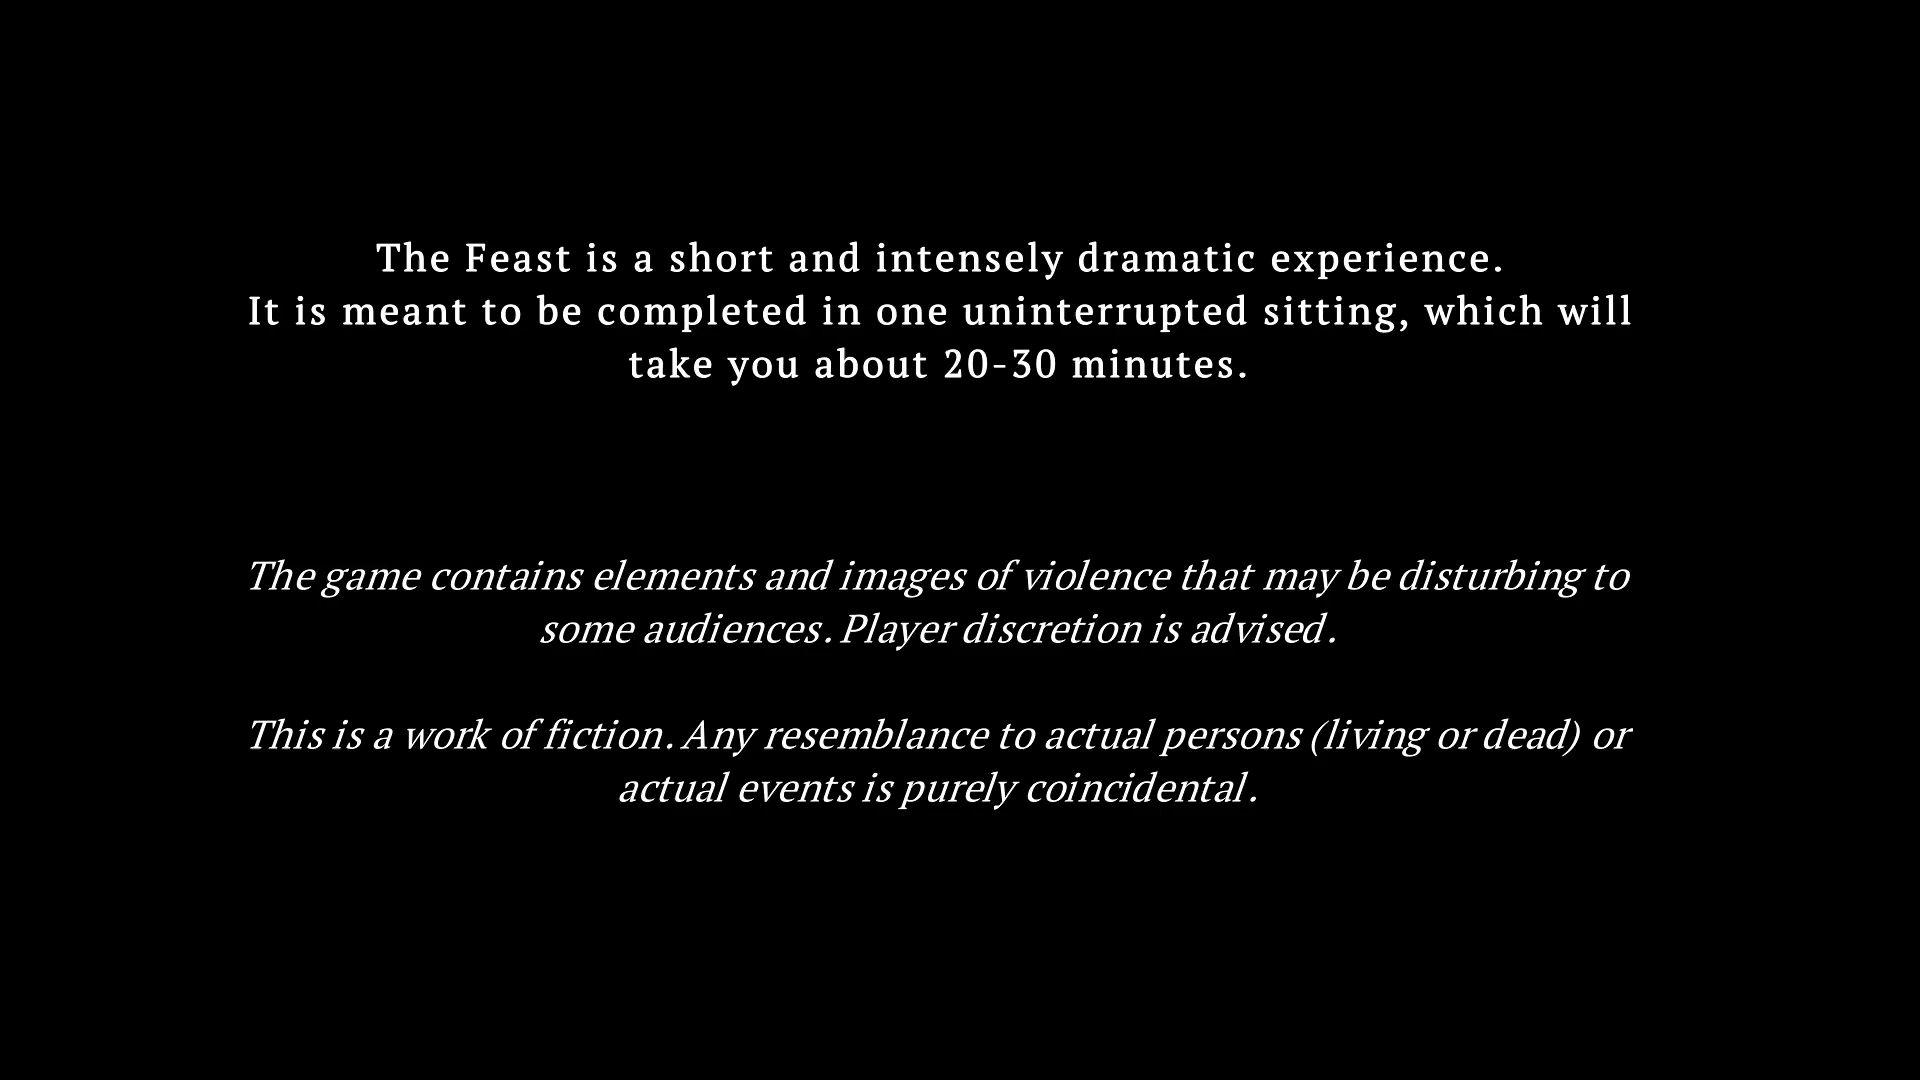 The Feast is a short and intensely dramatic experience.
It is meant to be completed in one uninterrupted sitting, which will
take you about 20-30 minutes.
The game contains elements and images of violence that may be disturbing to
some audiences. Player discretion is advised.
This is a work of fiction. Any resemblance to actual persons (living or dead) or
actual events is purely coincidental.